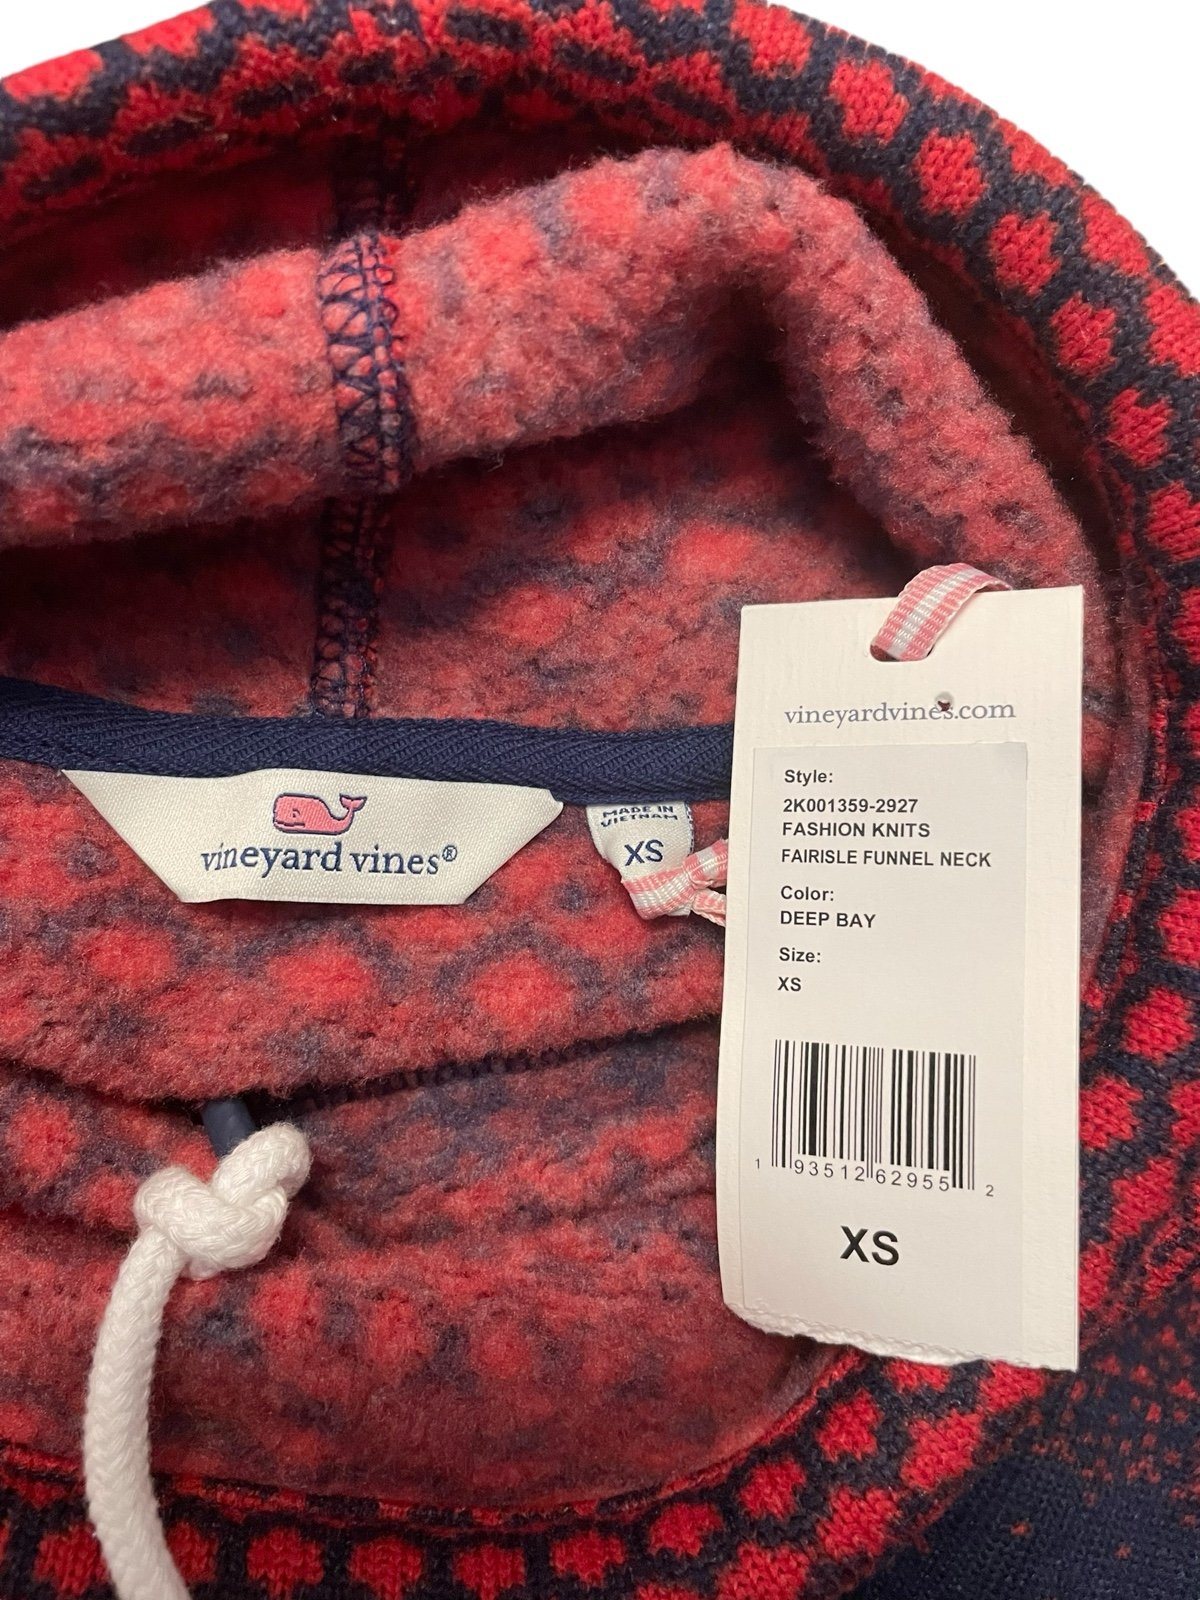 vineyard vines®
MADE IN
VIETNAM
XS
vineyardvines.com
Style:
2K001359-2927
FASHION KNITS
FAIRISLE FUNNEL NECK
Color:
DEEP BAY
Size:
XS
1 93512 62955 2
XS